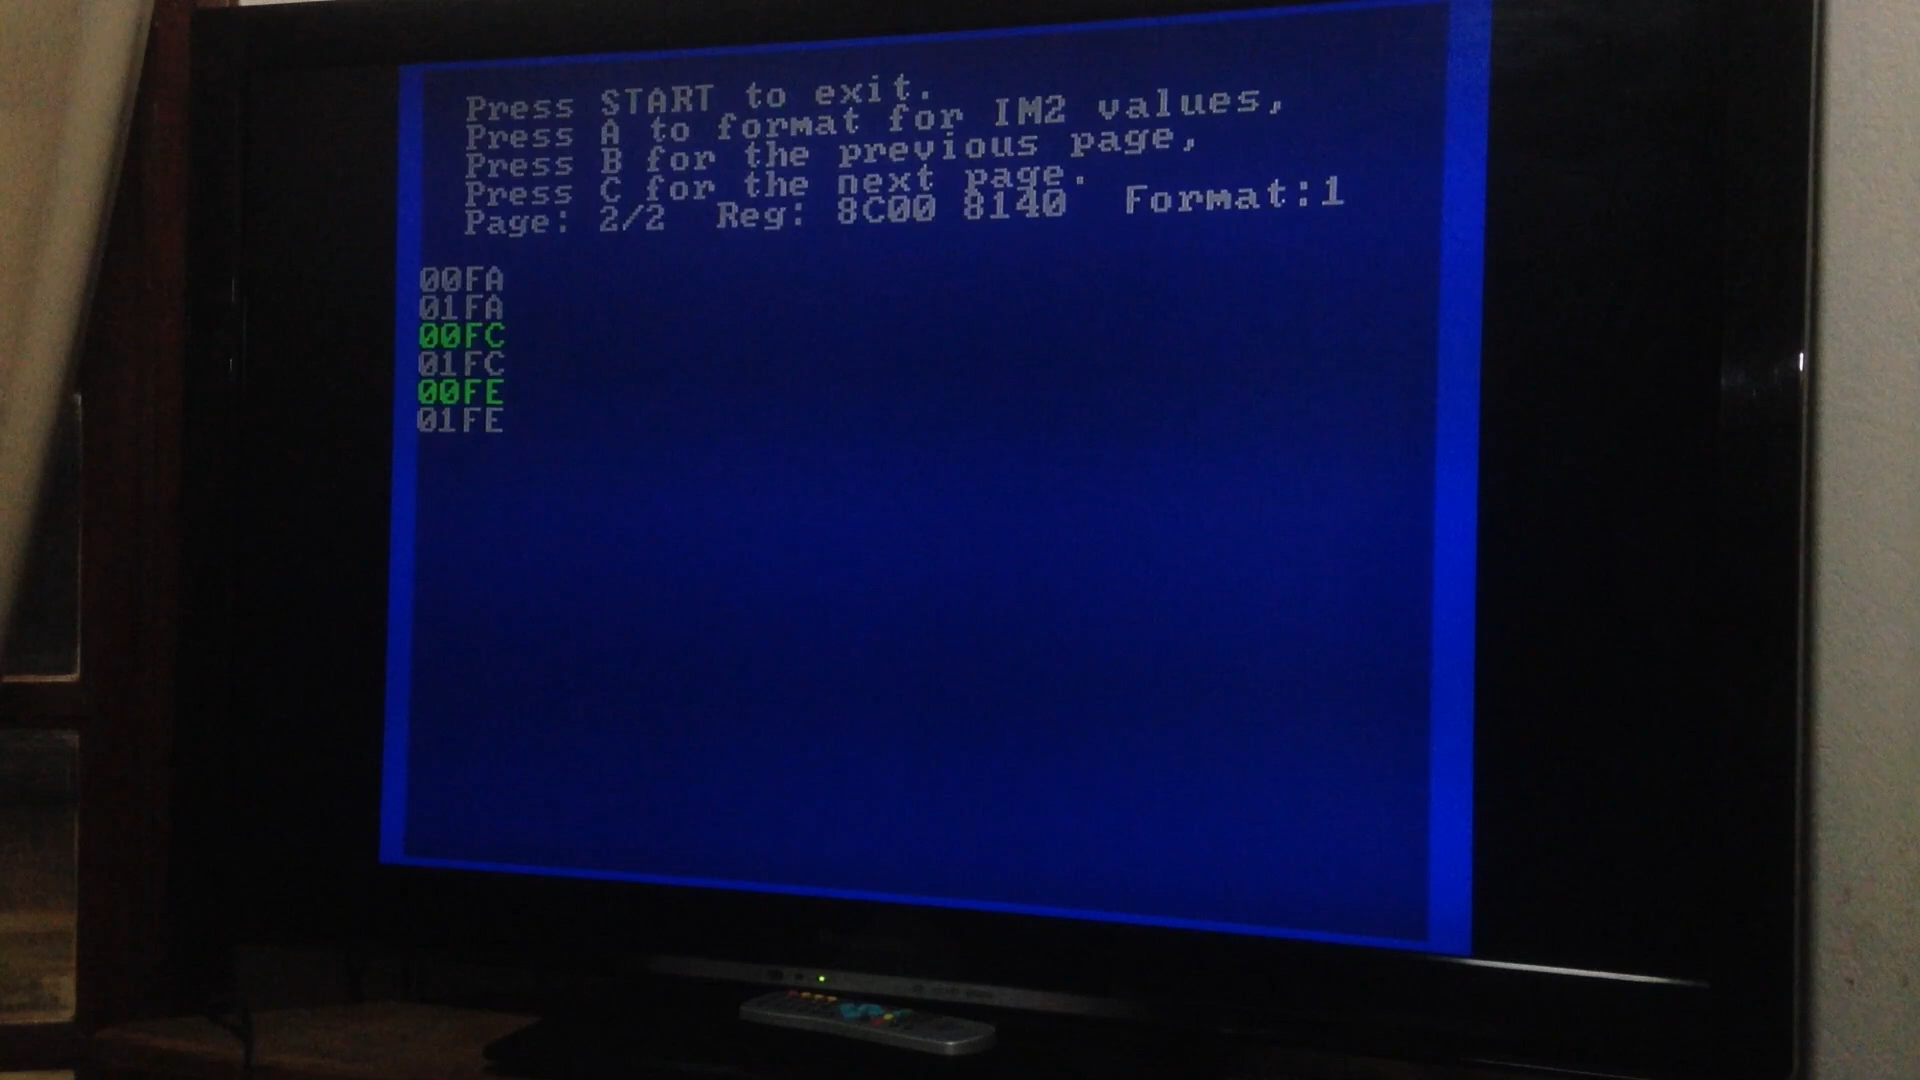 Press START to exit.
Press A to format for IM2 values,
Press B for the previous page,
Press C for the next page.
Page: 2/2 Reg: 8C00 8140 Format:1
00FA
01FA
00FC
01FC
00FE
01FE